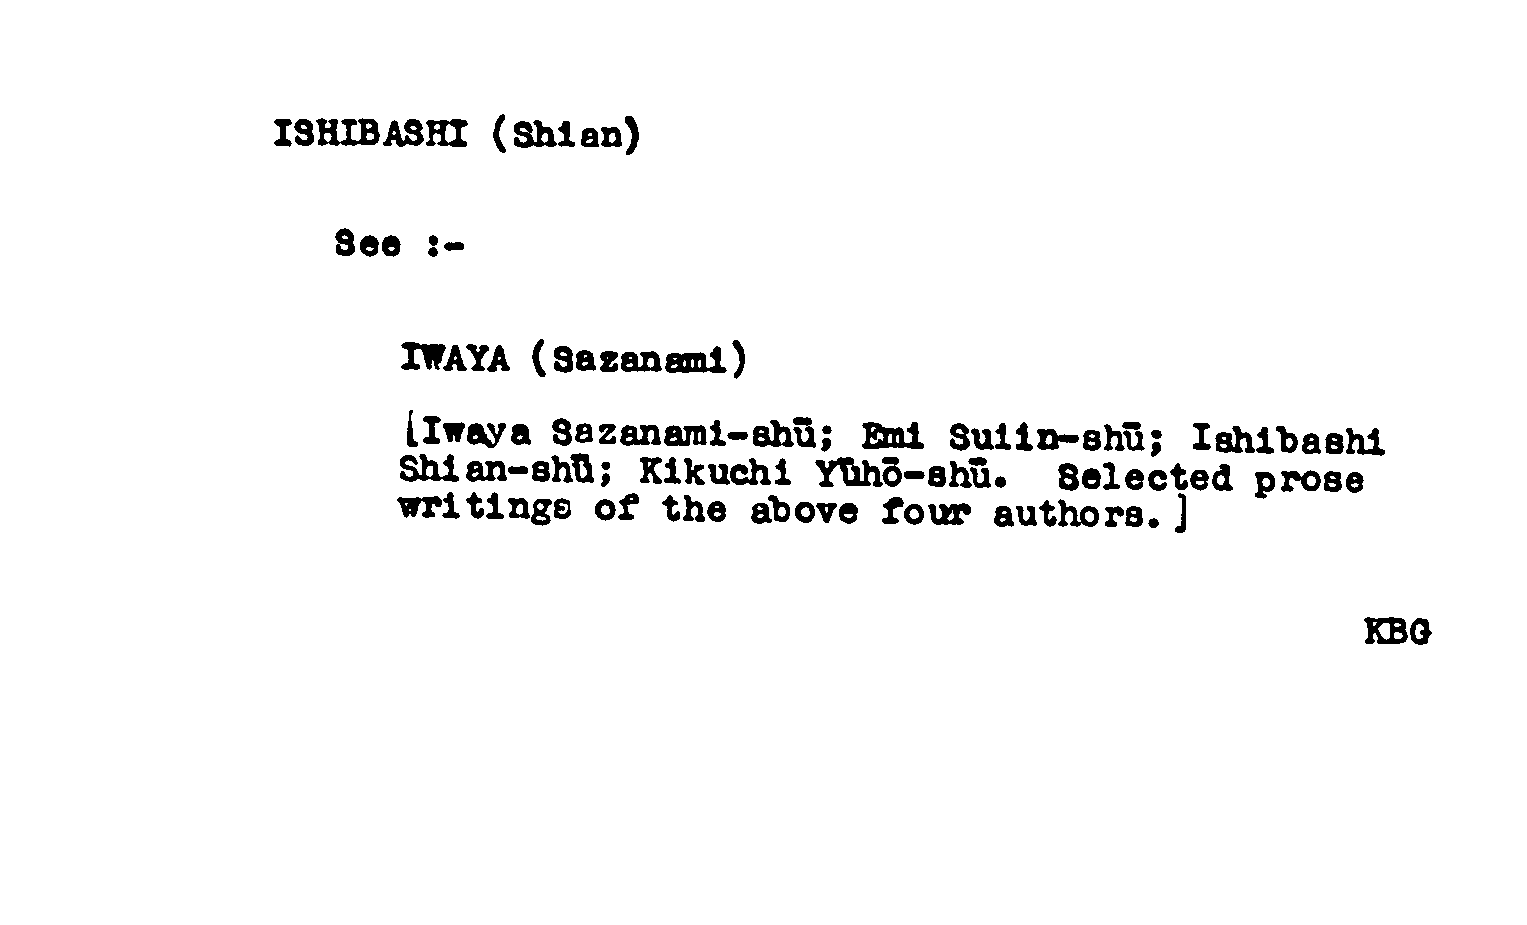 ISHIBASHI (Shian)
See :-
IWAYA (Sazanami)
[Iwaya Sazanami-shū; Emi Suiin-shū; Ishibashi
Shian-shū; Kikuchi Yūhō-shū. Selected prose
writings of the above four authors.]
KBG